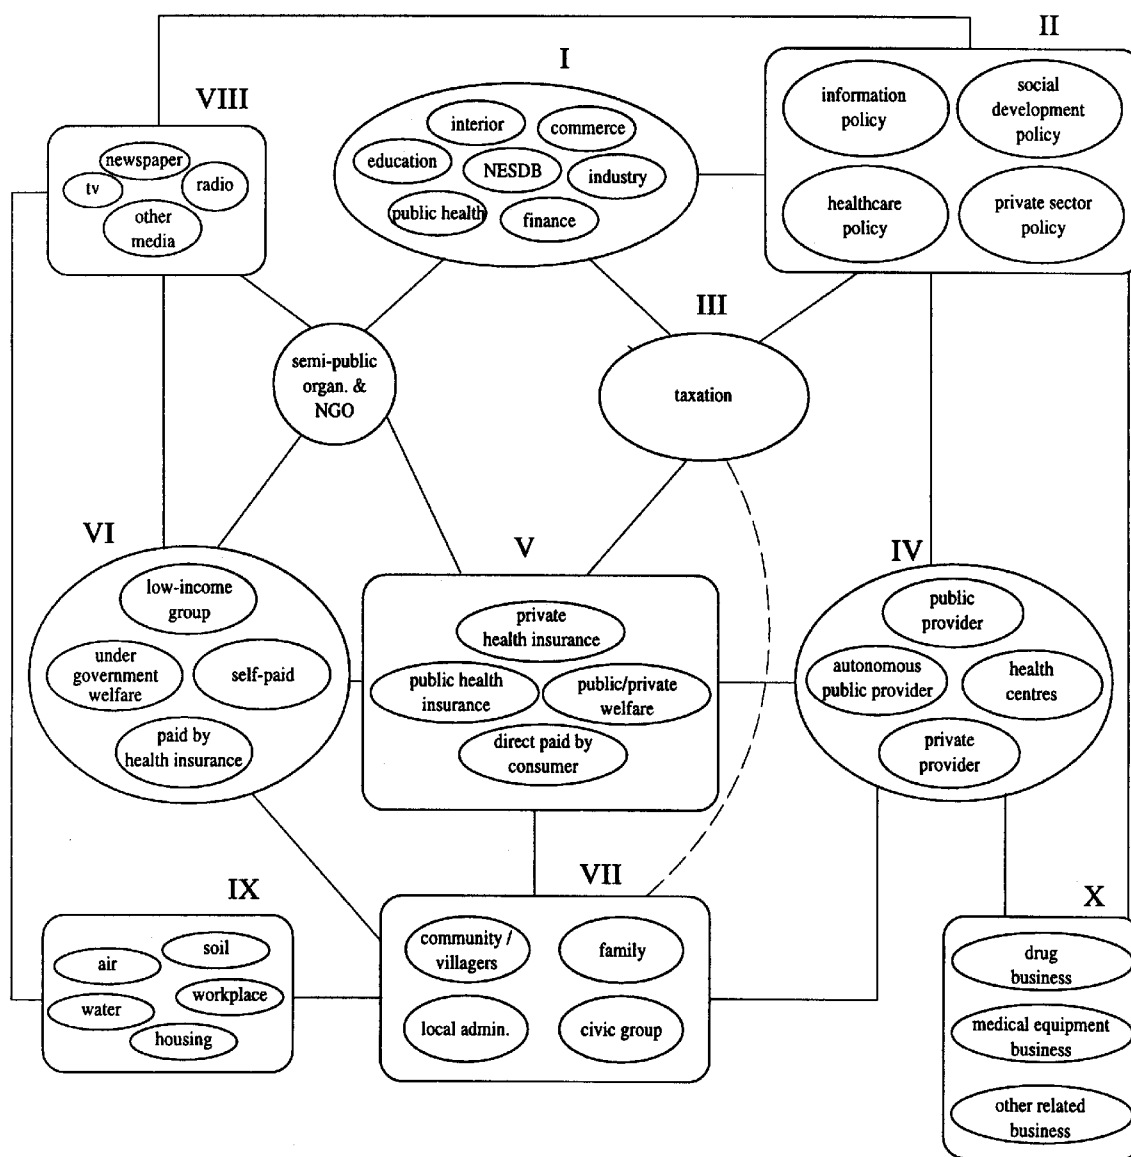 II
I
VIII
information
policy
social
development
policy
healthcare
policy
private sector
policy
interior
commerce
education
NESDB
industry
public health
finance
newspaper
tv
radio
other
media
III
semi-public
organ. &
NGO
taxation
VI
V
IV
low-income
group
under
government
welfare
self-paid
paid by
health insurance
private
health insurance
public health
insurance
public/private
welfare
direct paid by
consumer
public
provider
autonomous
public provider
health
centres
private
provider
IX
VII
X
soil
air
workplace
water
housing
community /
villagers
family
local admin.
civic group
drug
business
medical equipment
business
other related
business